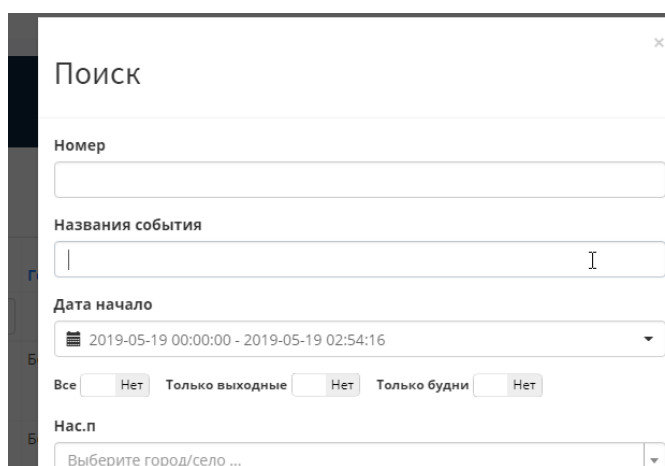 ×
Поиск
Номер
Названия события
Дата начало
2019-05-19 00:00:00 - 2019-05-19 02:54:16
Все Нет Только выходные Нет Только будни Нет
Нас.п
Выберите город/село ...